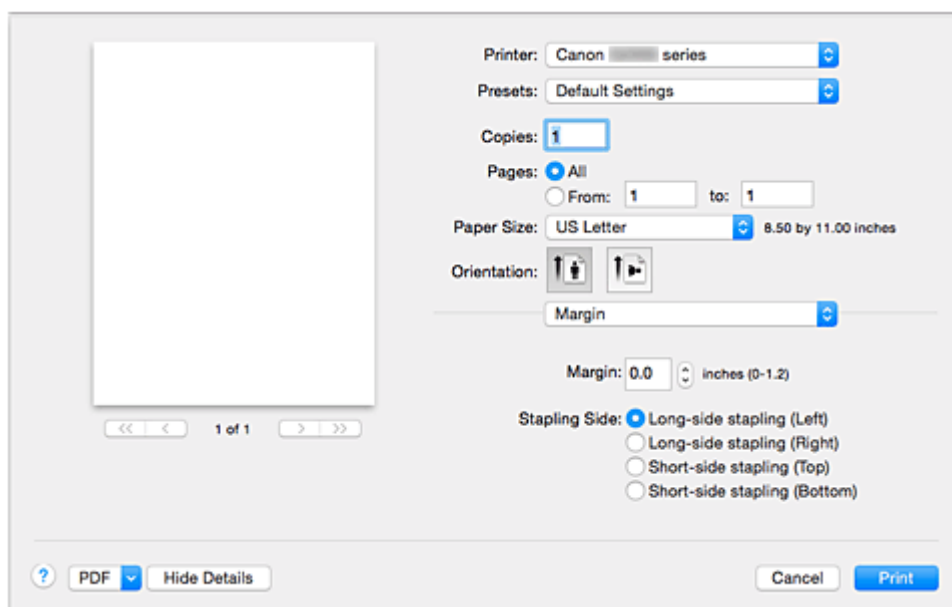 Printer: Canon series
Presets: Default Settings
Copies: 1
Pages: All
From: 1 to: 1
Paper Size: US Letter 8.50 by 11.00 inches
Orientation:
Margin
Margin: 0.0 inches (0-1.2)
Stapling Side: Long-side stapling (Left)
Long-side stapling (Right)
Short-side stapling (Top)
Short-side stapling (Bottom)
1 of 1
? PDF Hide Details Cancel Print